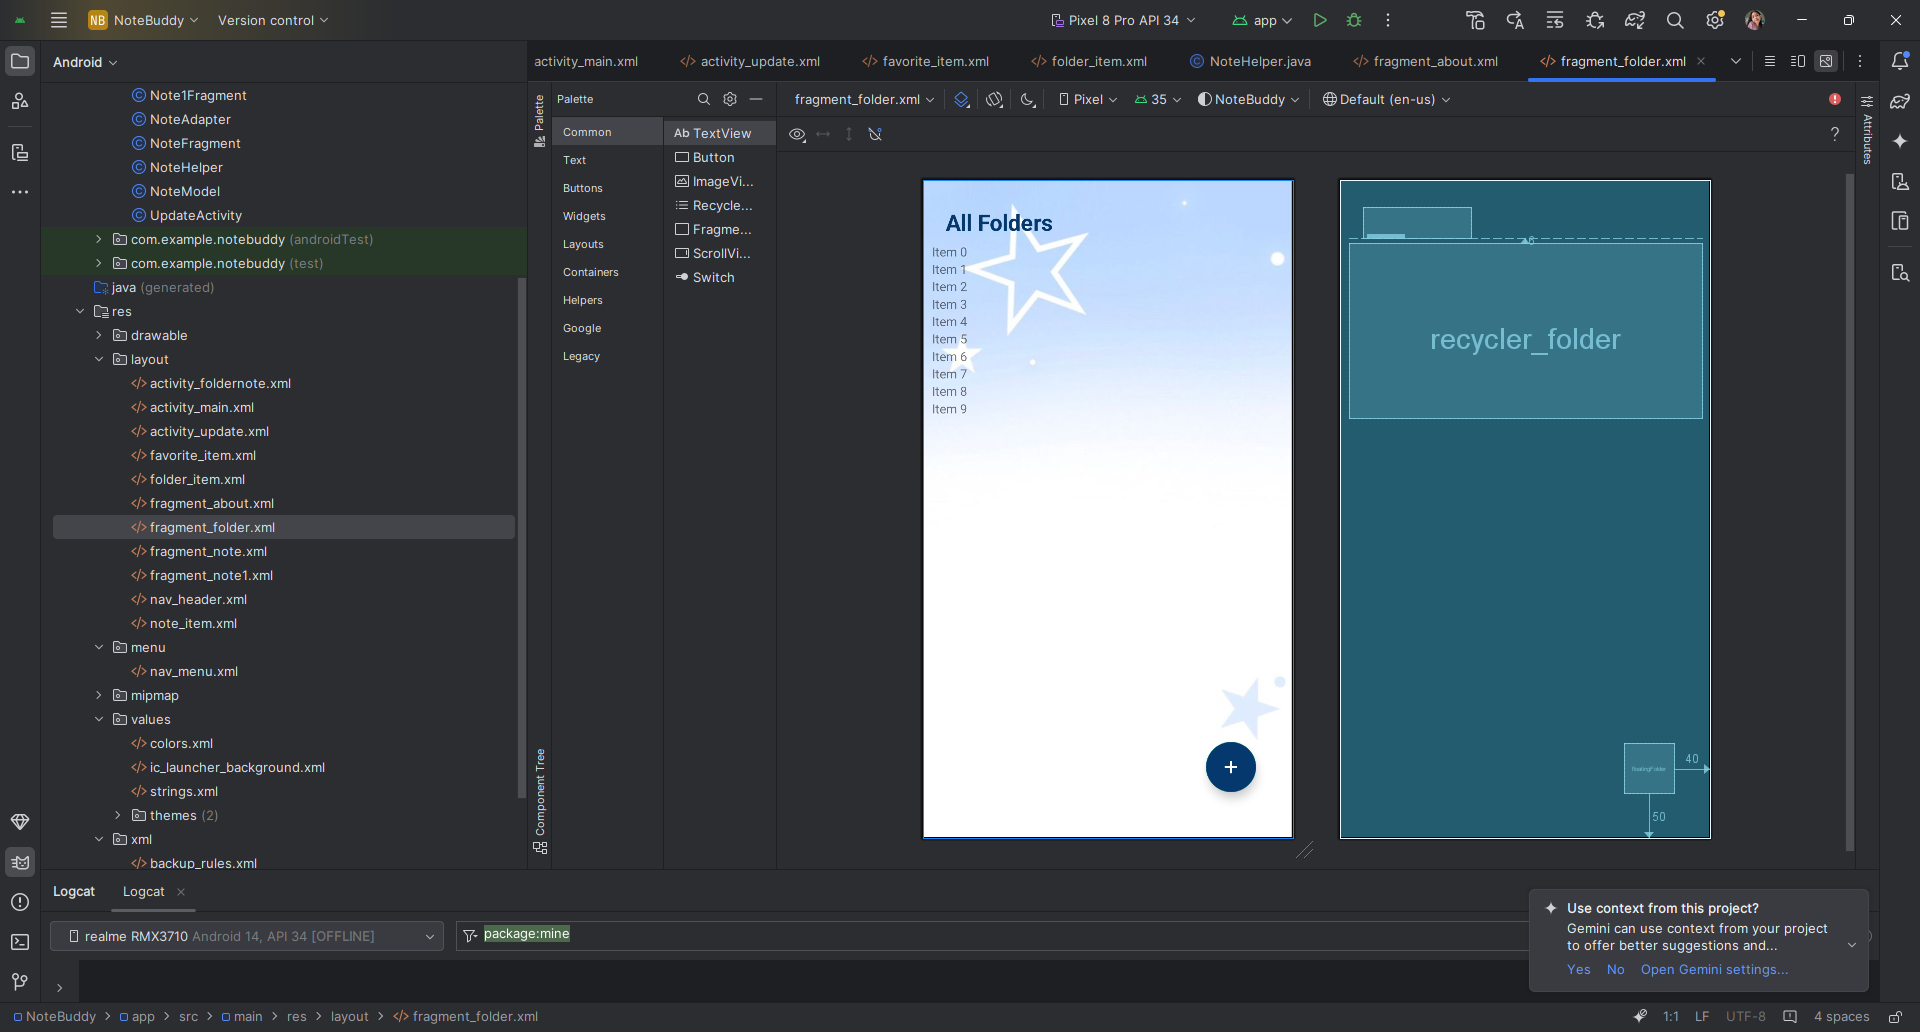 NB NoteBuddy Version control Pixel 8 Pro API 34 app
Android
activity_main.xml activity_update.xml favorite_item.xml folder_item.xml NoteHelper.java fragment_about.xml fragment_folder.xml
Note1Fragment
NoteAdapter
NoteFragment
NoteHelper
NoteModel
UpdateActivity
com.example.notebuddy (androidTest)
com.example.notebuddy (test)
java (generated)
res
drawable
layout
activity_foldernote.xml
activity_main.xml
activity_update.xml
favorite_item.xml
folder_item.xml
fragment_about.xml
fragment_folder.xml
fragment_note.xml
fragment_note1.xml
nav_header.xml
note_item.xml
menu
nav_menu.xml
mipmap
values
colors.xml
ic_launcher_background.xml
strings.xml
themes (2)
xml
backup_rules.xml
Palette
Component Tree
Palette
Common
Text
Buttons
Widgets
Layouts
Containers
Helpers
Google
Legacy
Ab TextView
Button
ImageVi...
Recycle...
Fragme...
ScrollVi...
Switch
fragment_folder.xml Pixel 35 NoteBuddy Default (en-us)
?
Attributes
All Folders
Item 0
Item 1
Item 2
Item 3
Item 4
Item 5
Item 6
Item 7
Item 8
Item 9
+
8
recycler_folder
floatingFolder
40
50
Logcat Logcat
realme RMX3710 Android 14, API 34 [OFFLINE]
package:mine
Use context from this project?
Gemini can use context from your project
to offer better suggestions and...
Yes No Open Gemini settings...
NoteBuddy app src main res layout fragment_folder.xml
1:1 LF UTF-8 4 spaces